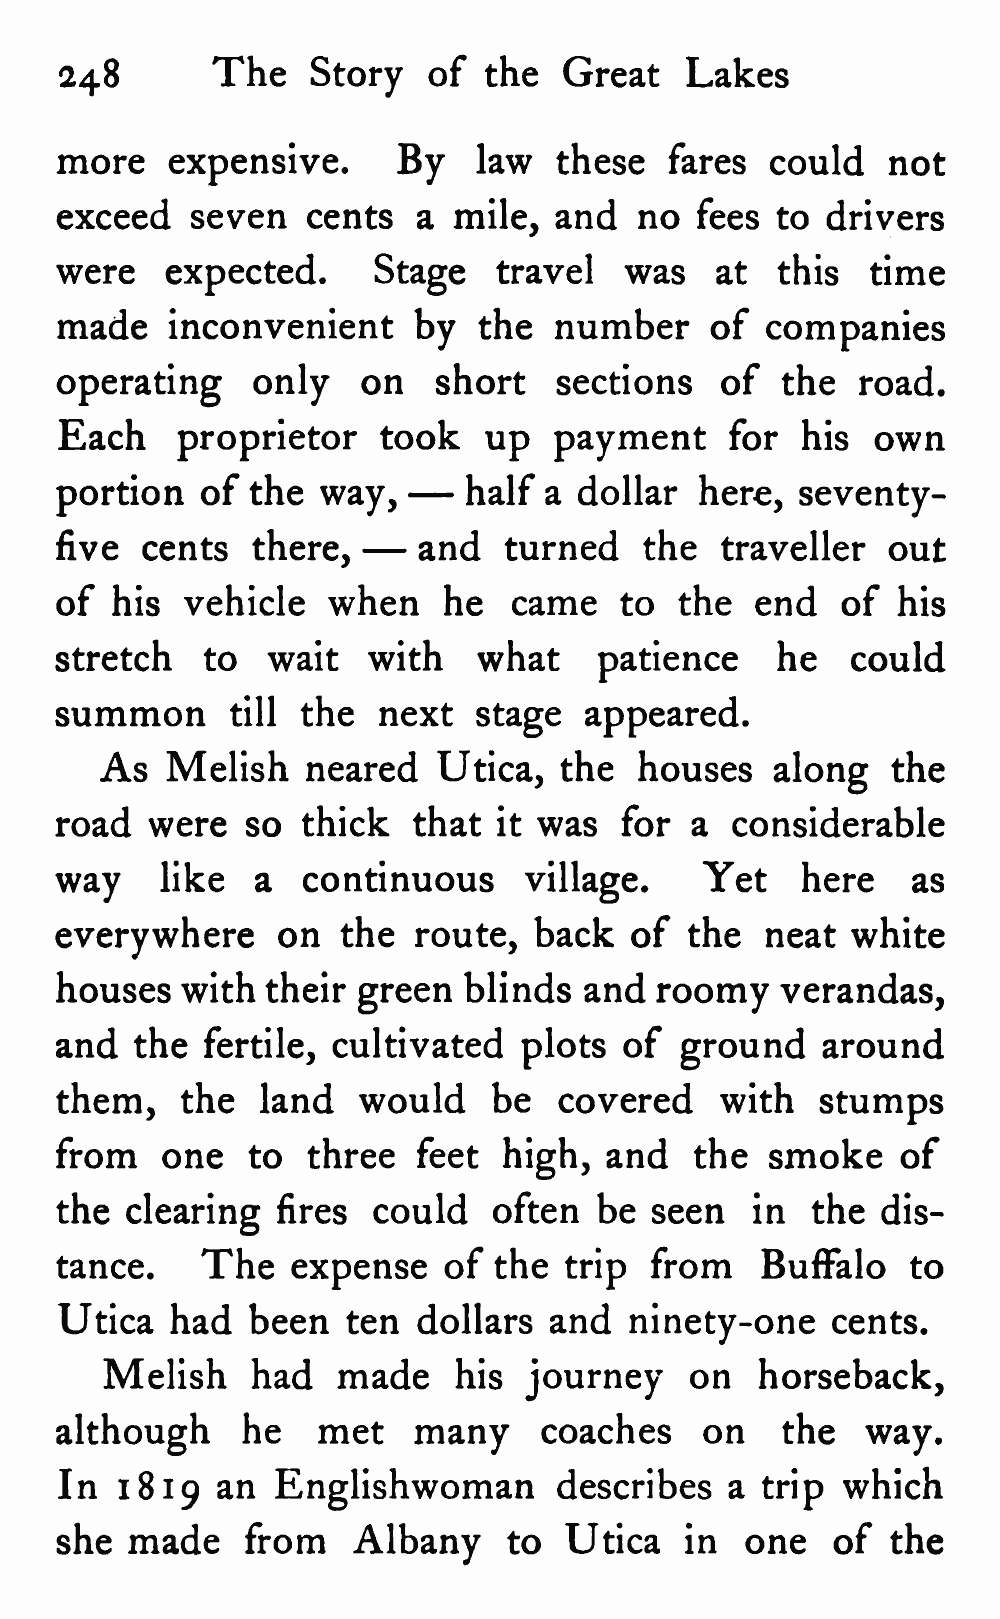 248 The Story of the Great Lakes
more expensive. By law these fares could not
exceed seven cents a mile, and no fees to drivers
were expected. Stage travel was at this time
made inconvenient by the number of companies
operating only on short sections of the road.
Each proprietor took up payment for his own
portion of the way, — half a dollar here, seventy-
five cents there, — and turned the traveller out
of his vehicle when he came to the end of his
stretch to wait with what patience he could
summon till the next stage appeared.
As Melish neared Utica, the houses along the
road were so thick that it was for a considerable
way like a continuous village. Yet here as
everywhere on the route, back of the neat white
houses with their green blinds and roomy verandas,
and the fertile, cultivated plots of ground around
them, the land would be covered with stumps
from one to three feet high, and the smoke of
the clearing fires could often be seen in the dis-
tance. The expense of the trip from Buffalo to
Utica had been ten dollars and ninety-one cents.
Melish had made his journey on horseback,
although he met many coaches on the way.
In 1819 an Englishwoman describes a trip which
she made from Albany to Utica in one of the